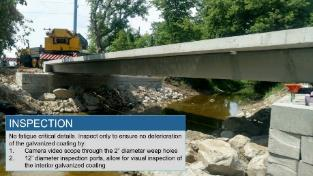 INSPECTION
No fatigue critical details. Inspect only to ensure no deterioration
of the galvanized coating by:
1. Camera video scope through the 2" diameter weep holes
2. 12" diameter inspection ports, allow for visual inspection of
the interior galvanized coating